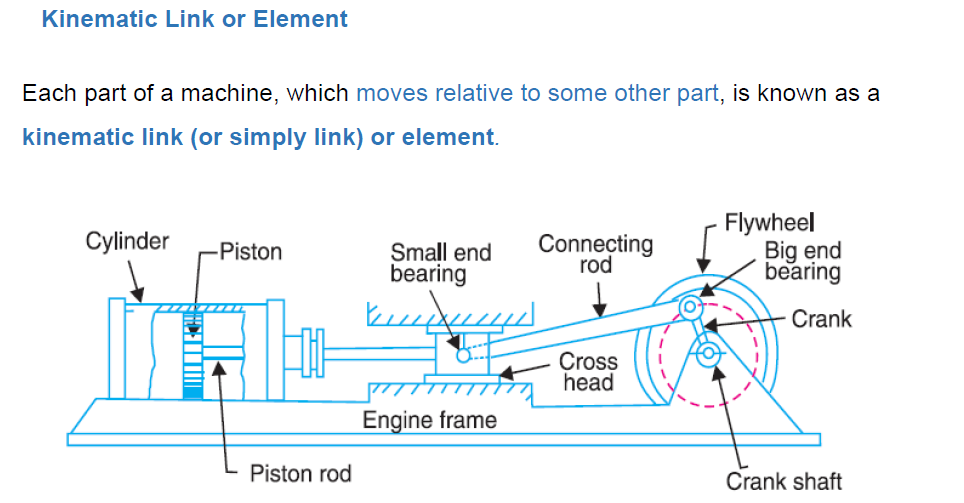 Kinematic Link or Element
Each part of a machine, which moves relative to some other part, is known as a
kinematic link (or simply link) or element.
Cylinder
Piston
Small end
bearing
Connecting
rod
Flywheel
Big end
bearing
Crank
Cross
head
Engine frame
Piston rod
Crank shaft